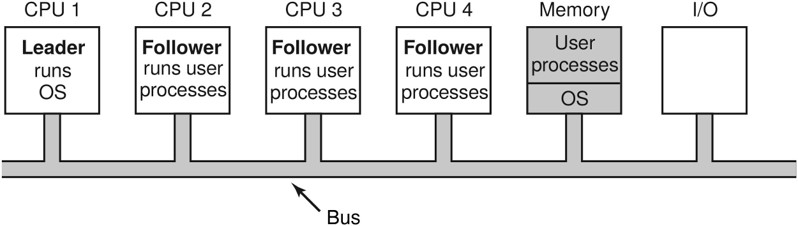 CPU 1
CPU 2
CPU 3
CPU 4
Memory
I/O
Leader
runs
OS
Follower
runs user
processes
Follower
runs user
processes
Follower
runs user
processes
User
processes
OS
Bus